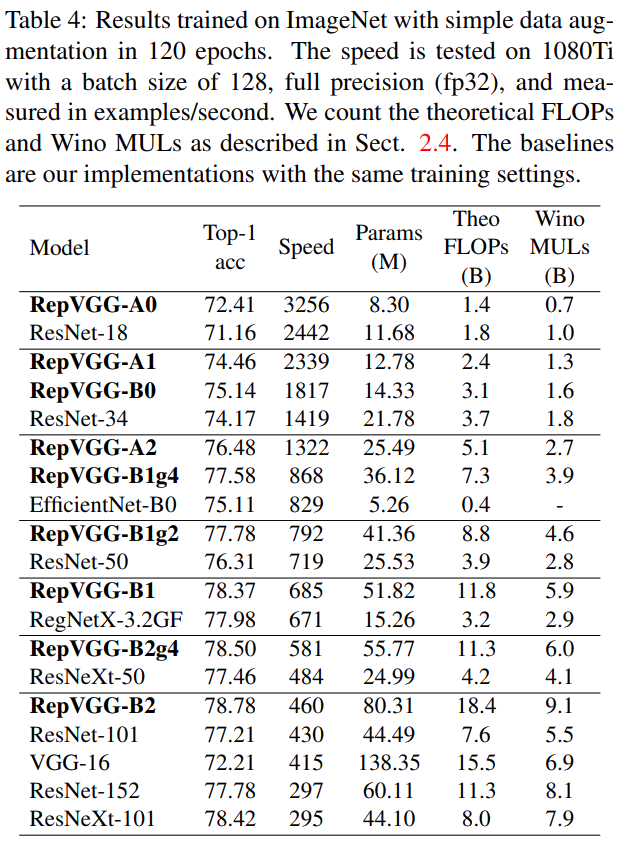 Table 4: Results trained on ImageNet with simple data aug-
mentation in 120 epochs. The speed is tested on 1080Ti
with a batch size of 128, full precision (fp32), and mea-
sured in examples/second. We count the theoretical FLOPs
and Wino MULs as described in Sect. 2.4. The baselines
are our implementations with the same training settings.
Model Top-1 acc Speed Params (M) Theo FLOPs (B) Wino MULs (B)
RepVGG-A0 72.41 3256 8.30 1.4 0.7
ResNet-18 71.16 2442 11.68 1.8 1.0
RepVGG-A1 74.46 2339 12.78 2.4 1.3
RepVGG-B0 75.14 1817 14.33 3.1 1.6
ResNet-34 74.17 1419 21.78 3.7 1.8
RepVGG-A2 76.48 1322 25.49 5.1 2.7
RepVGG-B1g4 77.58 868 36.12 7.3 3.9
EfficientNet-B0 75.11 829 5.26 0.4 -
RepVGG-B1g2 77.78 792 41.36 8.8 4.6
ResNet-50 76.31 719 25.53 3.9 2.8
RepVGG-B1 78.37 685 51.82 11.8 5.9
RegNetX-3.2GF 77.98 671 15.26 3.2 2.9
RepVGG-B2g4 78.50 581 55.77 11.3 6.0
ResNeXt-50 77.46 484 24.99 4.2 4.1
RepVGG-B2 78.78 460 80.31 18.4 9.1
ResNet-101 77.21 430 44.49 7.6 5.5
VGG-16 72.21 415 138.35 15.5 6.9
ResNet-152 77.78 297 60.11 11.3 8.1
ResNeXt-101 78.42 295 44.10 8.0 7.9